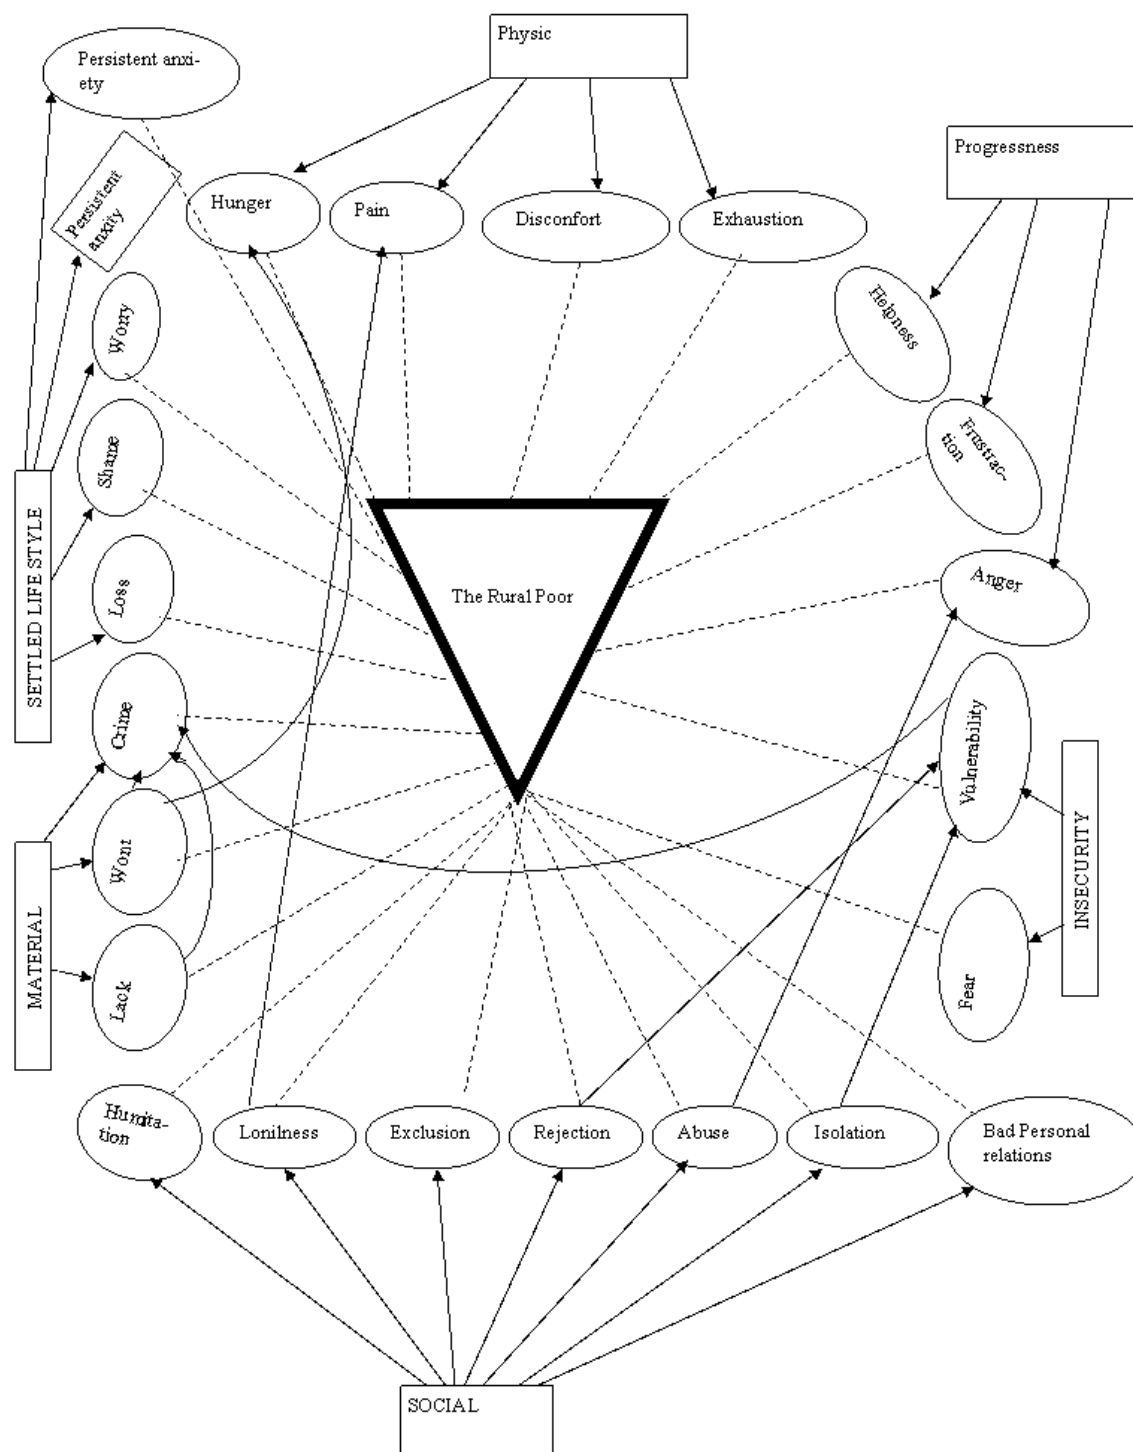 Physic
Persistent anxi-
ety
Progressness
Persistent
anxity
Hunger
Pain
Disconfort
Exhaustion
Helpness
Worry
Frustrac-
tion
Shame
SETTLED LIFE STYLE
Loss
The Rural Poor
Anger
Crime
Vulnerability
INSECURITY
Wont
MATERIAL
Lack
Fear
Humita-
tion
Lonilness
Exclusion
Rejection
Abuse
Isolation
Bad Personal
relations
SOCIAL